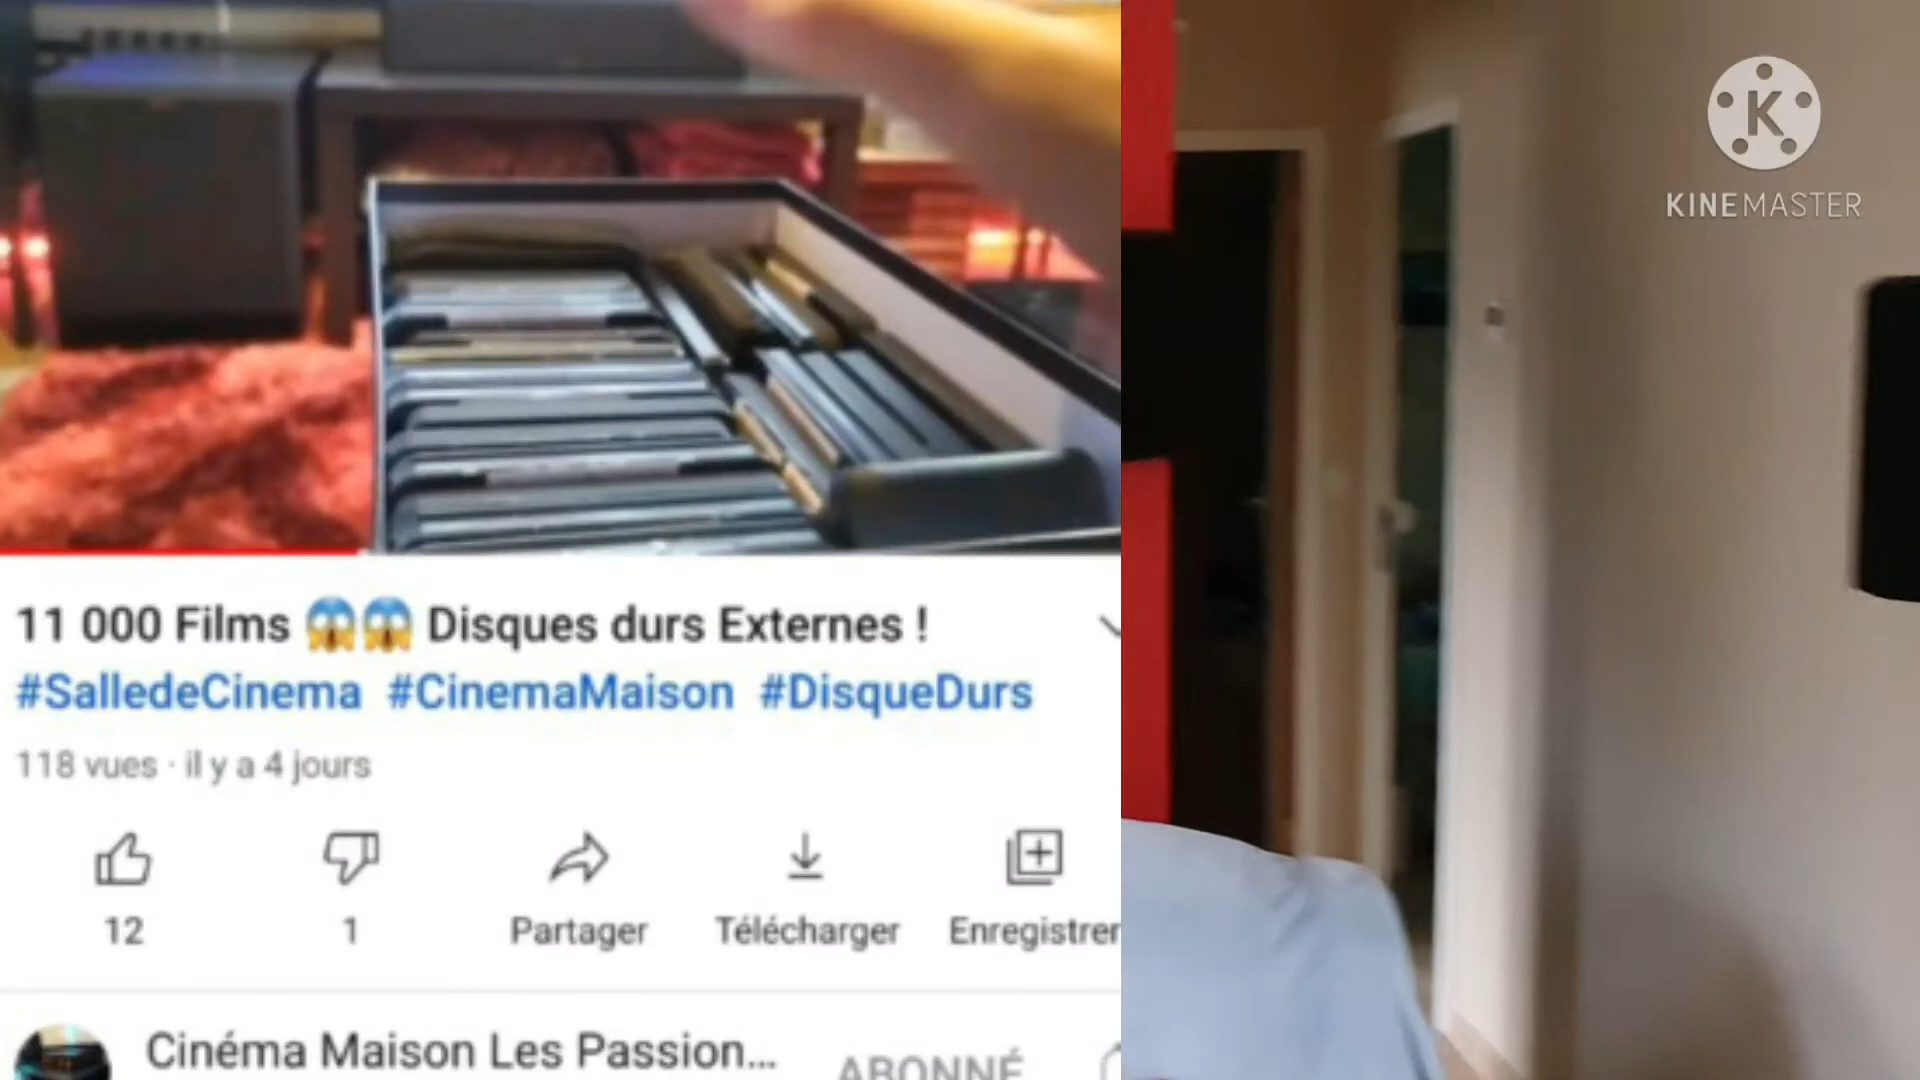 11 000 Films 😱😱 Disques durs Externes !
#SalledeCinema #CinemaMaison #DisqueDurs
118 vues · il y a 4 jours
12
1
Partager
Télécharger
Enregistrer
Cinéma Maison Les Passion...
ABONNÉ
K
KINEMASTER